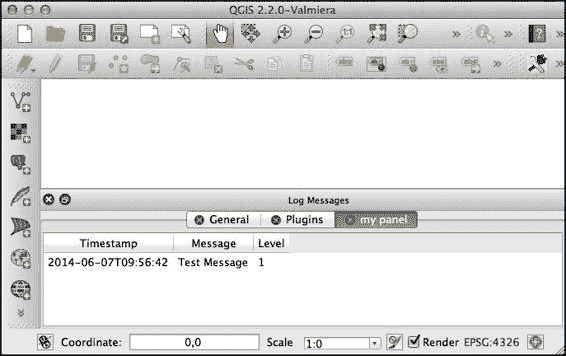 QGIS 2.2.0-Valmiera
Log Messages
General Plugins my panel
Timestamp Message Level
2014-06-07T09:56:42 Test Message 1
Coordinate: 0,0 Scale 1:0 Render EPSG:4326